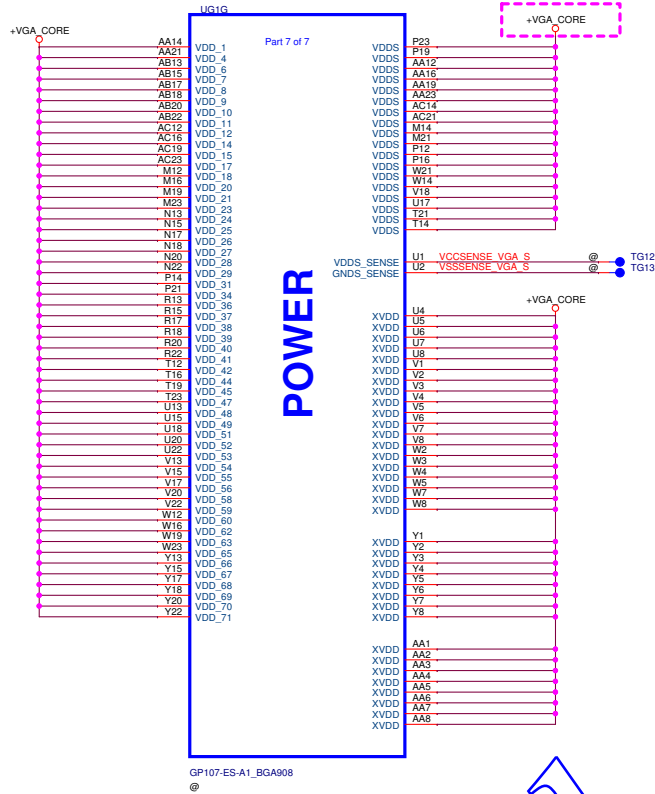 UG1G
Part 7 of 7
POWER
+VGA_CORE
AA14 VDD_1
AA21 VDD_4
AB13 VDD_6
AB15 VDD_7
AB17 VDD_8
AB18 VDD_9
AB20 VDD_10
AB22 VDD_11
AC12 VDD_12
AC16 VDD_14
AC19 VDD_15
AC23 VDD_17
M12 VDD_18
M16 VDD_20
M19 VDD_21
M23 VDD_23
N13 VDD_24
N15 VDD_25
N17 VDD_26
N18 VDD_27
N20 VDD_28
N22 VDD_29
P14 VDD_31
P21 VDD_34
R13 VDD_36
R15 VDD_37
R17 VDD_38
R18 VDD_39
R20 VDD_40
R22 VDD_41
T12 VDD_42
T16 VDD_44
T19 VDD_45
T23 VDD_47
U13 VDD_48
U15 VDD_49
U18 VDD_51
U20 VDD_52
U22 VDD_53
V13 VDD_54
V15 VDD_55
V17 VDD_56
V20 VDD_58
V22 VDD_59
W12 VDD_60
W16 VDD_62
W19 VDD_63
W23 VDD_65
Y13 VDD_66
Y15 VDD_67
Y17 VDD_68
Y18 VDD_69
Y20 VDD_70
Y22 VDD_71
+VGA_CORE
VDDS P23
VDDS P19
VDDS AA12
VDDS AA16
VDDS AA19
VDDS AA23
VDDS AC14
VDDS AC21
VDDS M14
VDDS M21
VDDS P12
VDDS P16
VDDS W21
VDDS W14
VDDS V18
VDDS U17
VDDS T21
VDDS T14
VDDS_SENSE U1 VCCSENSE_VGA_S @ TG12
GNDS_SENSE U2 VSSSENSE_VGA_S @ TG13
+VGA_CORE
XVDD U4
XVDD U5
XVDD U6
XVDD U7
XVDD U8
XVDD V1
XVDD V2
XVDD V3
XVDD V4
XVDD V5
XVDD V6
XVDD V7
XVDD V8
XVDD W2
XVDD W3
XVDD W4
XVDD W5
XVDD W7
XVDD W8
XVDD Y1
XVDD Y2
XVDD Y3
XVDD Y4
XVDD Y5
XVDD Y6
XVDD Y7
XVDD Y8
XVDD AA1
XVDD AA2
XVDD AA3
XVDD AA4
XVDD AA5
XVDD AA6
XVDD AA7
XVDD AA8
GP107-ES-A1_BGA908
@